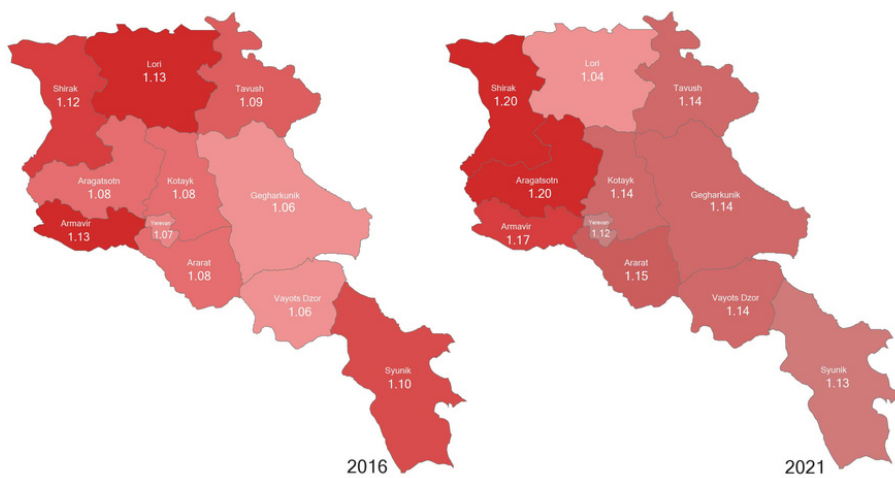 Lori
1.13
Shirak
1.12
Tavush
1.09
Aragatsotn
1.08
Kotayk
1.08
Gegharkunik
1.06
Armavir
1.13
Yerevan
1.07
Ararat
1.08
Vayots Dzor
1.06
Syunik
1.10
2016
Lori
1.04
Shirak
1.20
Tavush
1.14
Aragatsotn
1.20
Kotayk
1.14
Gegharkunik
1.14
Armavir
1.17
Yerevan
1.12
Ararat
1.15
Vayots Dzor
1.14
Syunik
1.13
2021